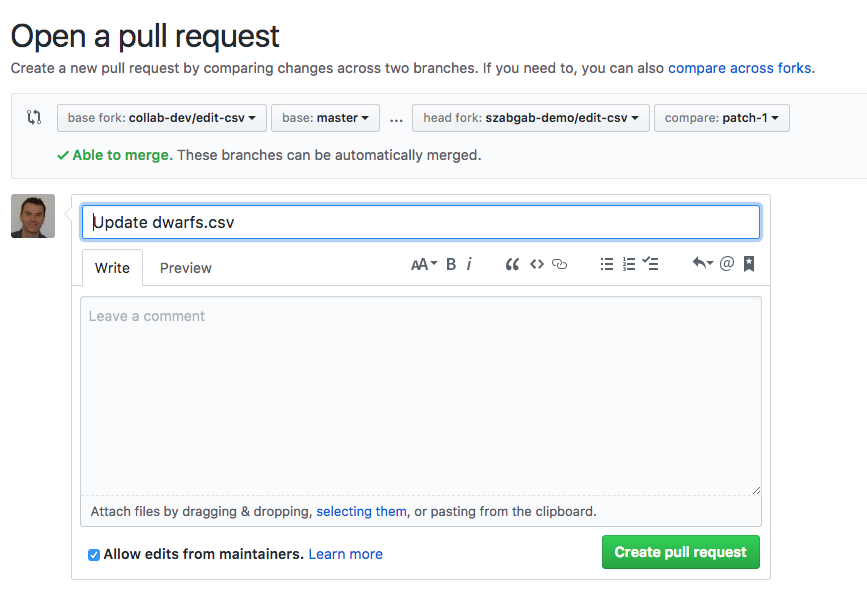 Open a pull request
Create a new pull request by comparing changes across two branches. If you need to, you can also compare across forks.
base fork: collab-dev/edit-csv base: master ... head fork: szabgab-demo/edit-csv compare: patch-1
Able to merge. These branches can be automatically merged.
Update dwarfs.csv
Write Preview AA B i
Leave a comment
Attach files by dragging & dropping, selecting them, or pasting from the clipboard.
Allow edits from maintainers. Learn more Create pull request